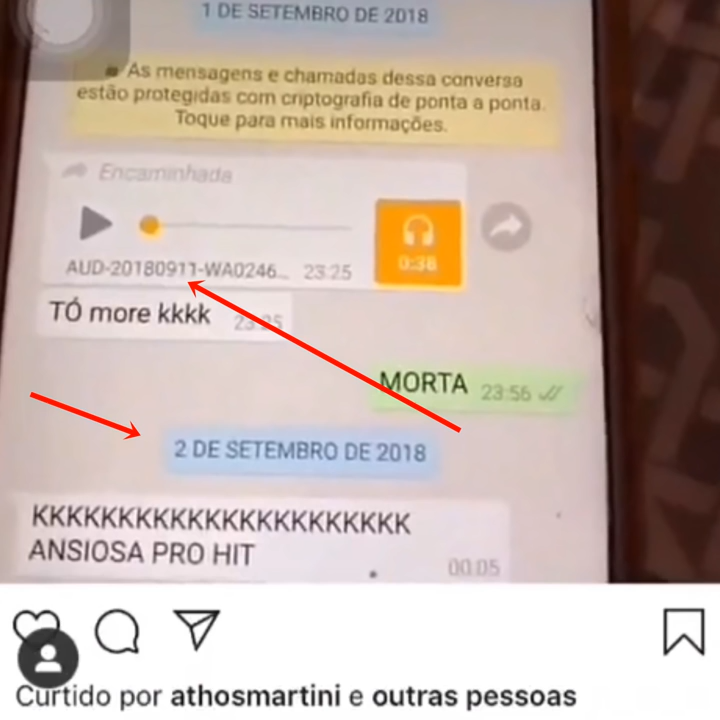 1 DE SETEMBRO DE 2018
As mensagens e chamadas dessa conversa
estão protegidas com criptografia de ponta a ponta.
Toque para mais informações.
Encaminhada
0:38
AUD-20180911-WA0246... 23:25
TÓ more kkkk 23:25
MORTA 23:56
2 DE SETEMBRO DE 2018
KKKKKKKKKKKKKKKKKKKKKK
ANSIOSA PRO HIT
00:05
Curtido por athosmartini e outras pessoas